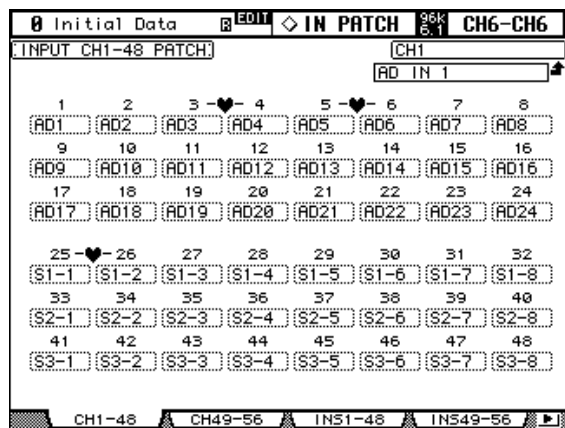 0 Initial Data R EDIT ◇ IN PATCH 96k 6.1 CH6-CH6
INPUT CH1-48 PATCH CH1
AD IN 1
1 2 3 -♥- 4 5 -♥- 6 7 8
AD1 AD2 AD3 AD4 AD5 AD6 AD7 AD8
9 10 11 12 13 14 15 16
AD9 AD10 AD11 AD12 AD13 AD14 AD15 AD16
17 18 19 20 21 22 23 24
AD17 AD18 AD19 AD20 AD21 AD22 AD23 AD24
25 -♥- 26 27 28 29 30 31 32
S1-1 S1-2 S1-3 S1-4 S1-5 S1-6 S1-7 S1-8
33 34 35 36 37 38 39 40
S2-1 S2-2 S2-3 S2-4 S2-5 S2-6 S2-7 S2-8
41 42 43 44 45 46 47 48
S3-1 S3-2 S3-3 S3-4 S3-5 S3-6 S3-7 S3-8
CH1-48 CH49-56 INS1-48 INS49-56